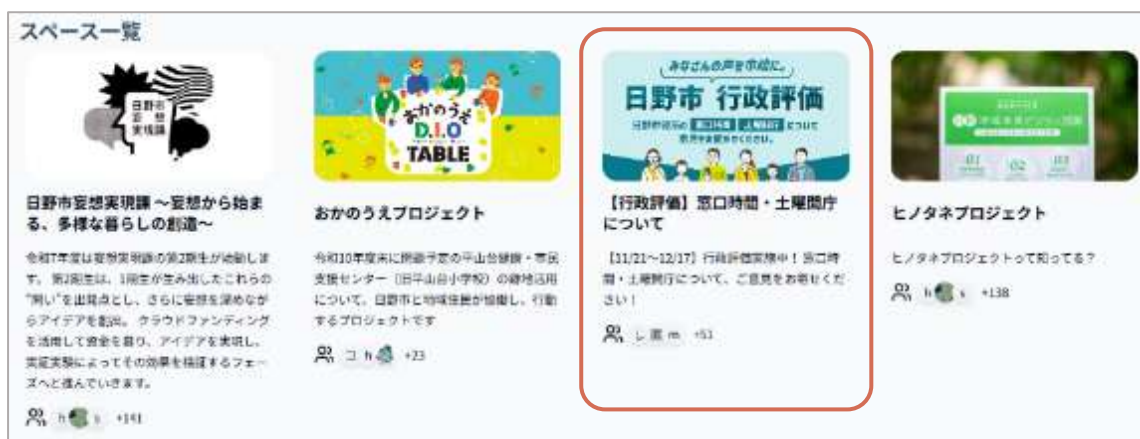 スペース一覧
日野市
妄想
実現課
日野市妄想実現課 ～妄想から始ま
る、多様な暮らしの創造～
令和7年度は妄想実現課の第2期生が始動しま
す。 第2期生は、1期生が生み出したこれらの
"問い"を出発点とし、さらに妄想を深めなが
らアイデアを創出。 クラウドファンディング
を活用して資金を募り、アイデアを実現し、
実証実験によってその効果を検証するフェー
ズへと進んでいきます。
h s +141
おかのうえ
D.I.O
TABLE
おかのうえプロジェクト
令和10年度末に開設予定の平山台健康・市民
支援センター（旧平山台小学校）の跡地活用
について、日野市と地域住民が協働し、行動
するプロジェクトです
コ h +23
みなさんの声を市政に。
日野市 行政評価
日野市役所の 窓口時間 土曜開庁 について
ご意見をお聞かせください。
【行政評価】窓口時間・土曜開庁
について
【11/21～12/17】行政評価実施中！ 窓口時
間・土曜開庁について、ご意見をお寄せくだ
さい！
m +51
01
02
03
ヒノタネプロジェクト
ヒノタネプロジェクトって知ってる？
h s +138